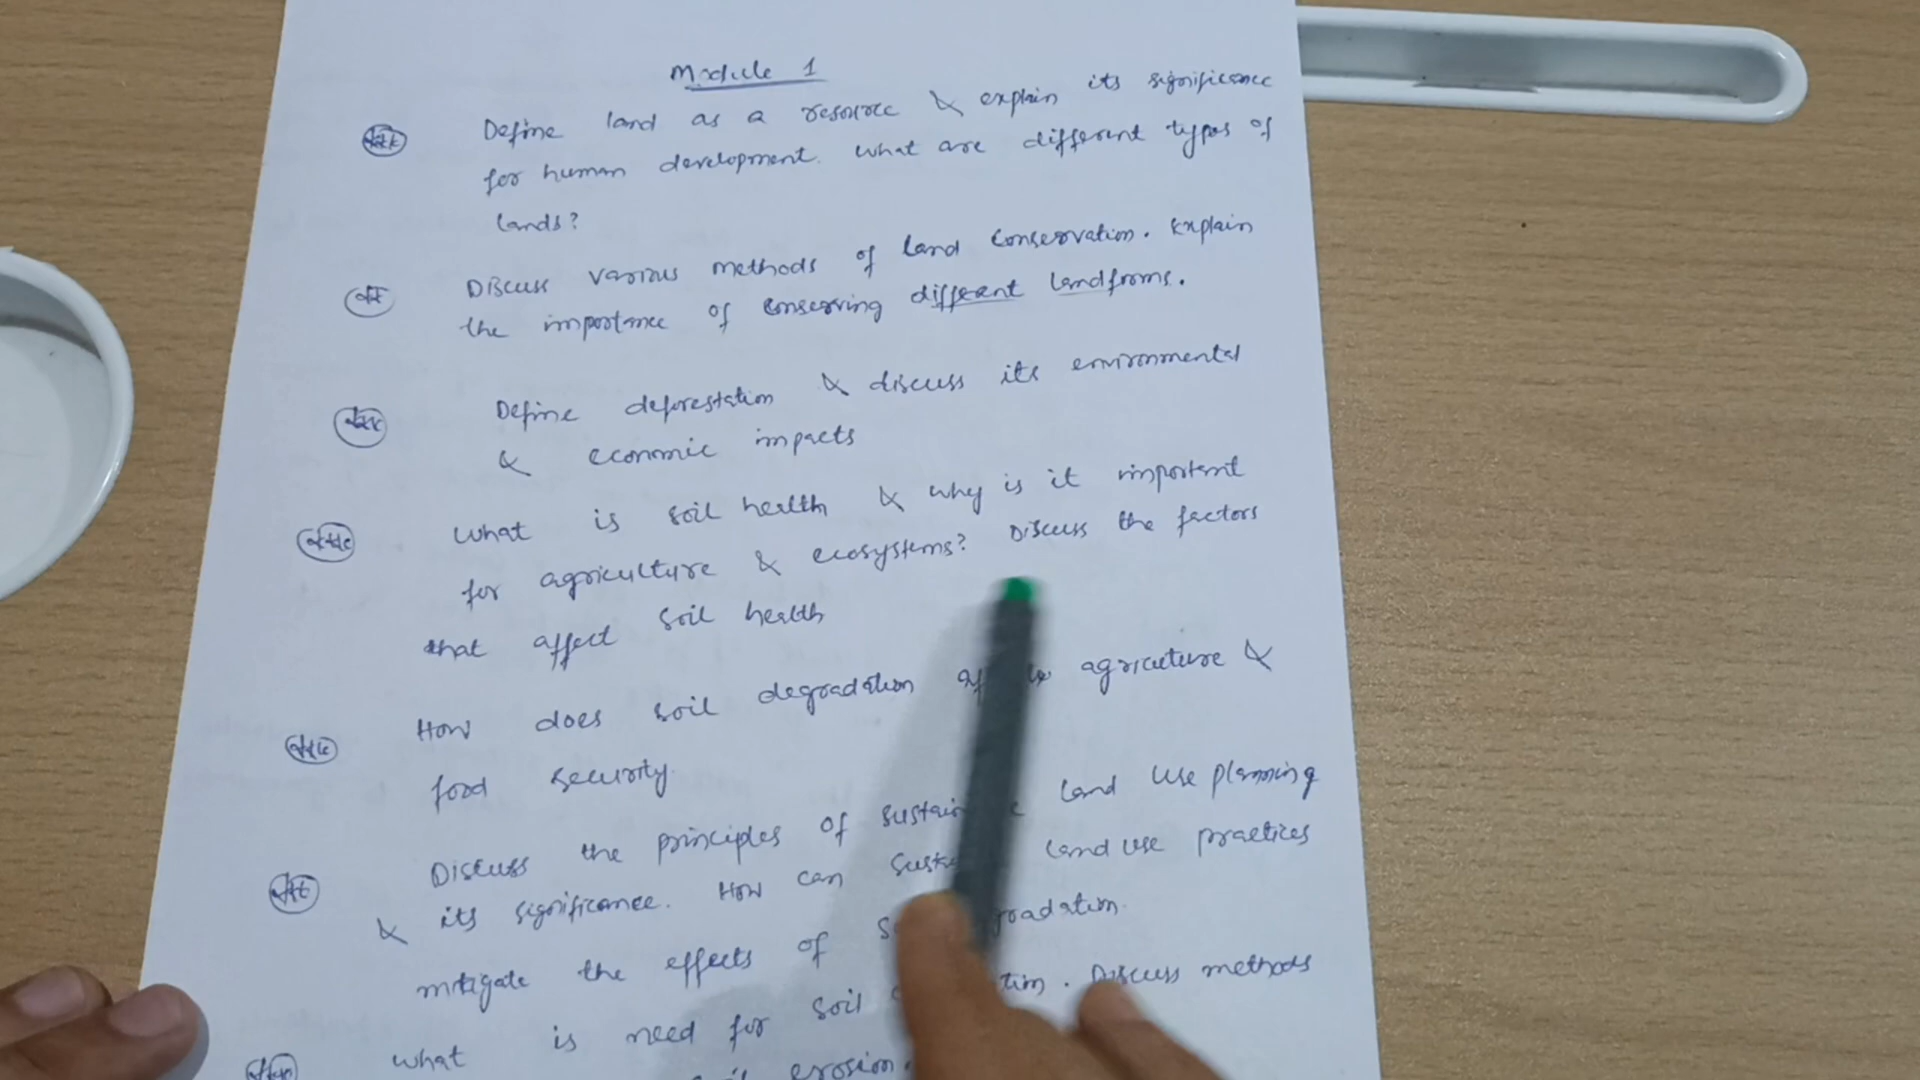 Module 1
Define land as a resource & explain its significance
for human development. What are different types of
lands?
Discuss various methods of land conservation. Explain
the importance of conserving different landforms.
Define deforestation & discuss its environmental
& economic impacts
What is soil health & why is it important
for agriculture & ecosystems? Discuss the factors
that affect soil health
How does soil degradation agriculture &
food security.
Discuss the principles of land use planning
& its significance. How can land use practices
mitigate the effects of
what is need for soil Discuss methods
erosion.